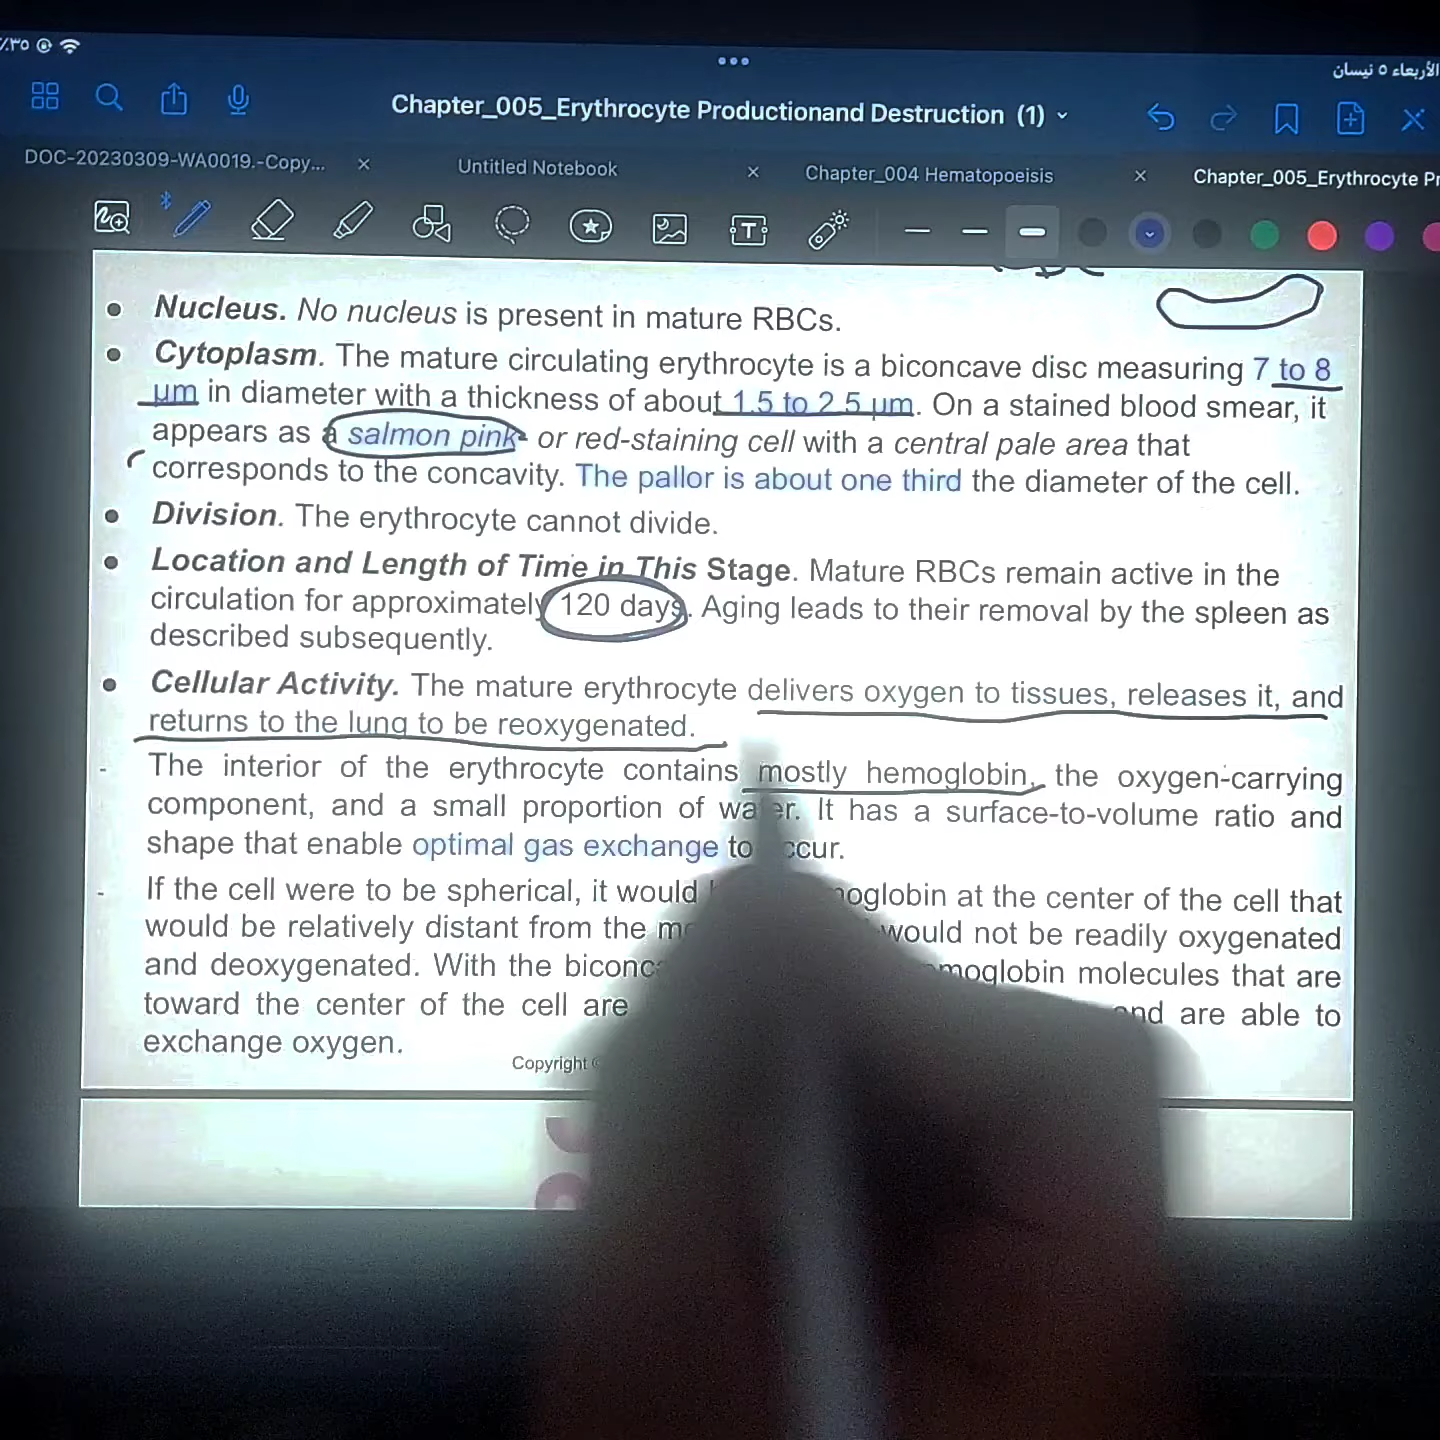 ٪٣٥
الأربعاء ٥ نيسان
Chapter_005_Erythrocyte Productionand Destruction (1)
DOC-20230309-WA0019.-Copy... Untitled Notebook Chapter_004 Hematopoeisis Chapter_005_Erythrocyte Pr
• Nucleus. No nucleus is present in mature RBCs.
• Cytoplasm. The mature circulating erythrocyte is a biconcave disc measuring 7 to 8
µm in diameter with a thickness of about 1.5 to 2.5 µm. On a stained blood smear, it
appears as a salmon pink- or red-staining cell with a central pale area that
corresponds to the concavity. The pallor is about one third the diameter of the cell.
• Division. The erythrocyte cannot divide.
• Location and Length of Time in This Stage. Mature RBCs remain active in the
circulation for approximately 120 days. Aging leads to their removal by the spleen as
described subsequently.
• Cellular Activity. The mature erythrocyte delivers oxygen to tissues, releases it, and
returns to the lung to be reoxygenated.
- The interior of the erythrocyte contains mostly hemoglobin, the oxygen-carrying
component, and a small proportion of water. It has a surface-to-volume ratio and
shape that enable optimal gas exchange to occur.
- If the cell were to be spherical, it would at the center of the cell that
would be relatively distant from the would not be readily oxygenated
and deoxygenated. With the molecules that are
toward the center of the cell are and are able to
exchange oxygen.
Copyright ©